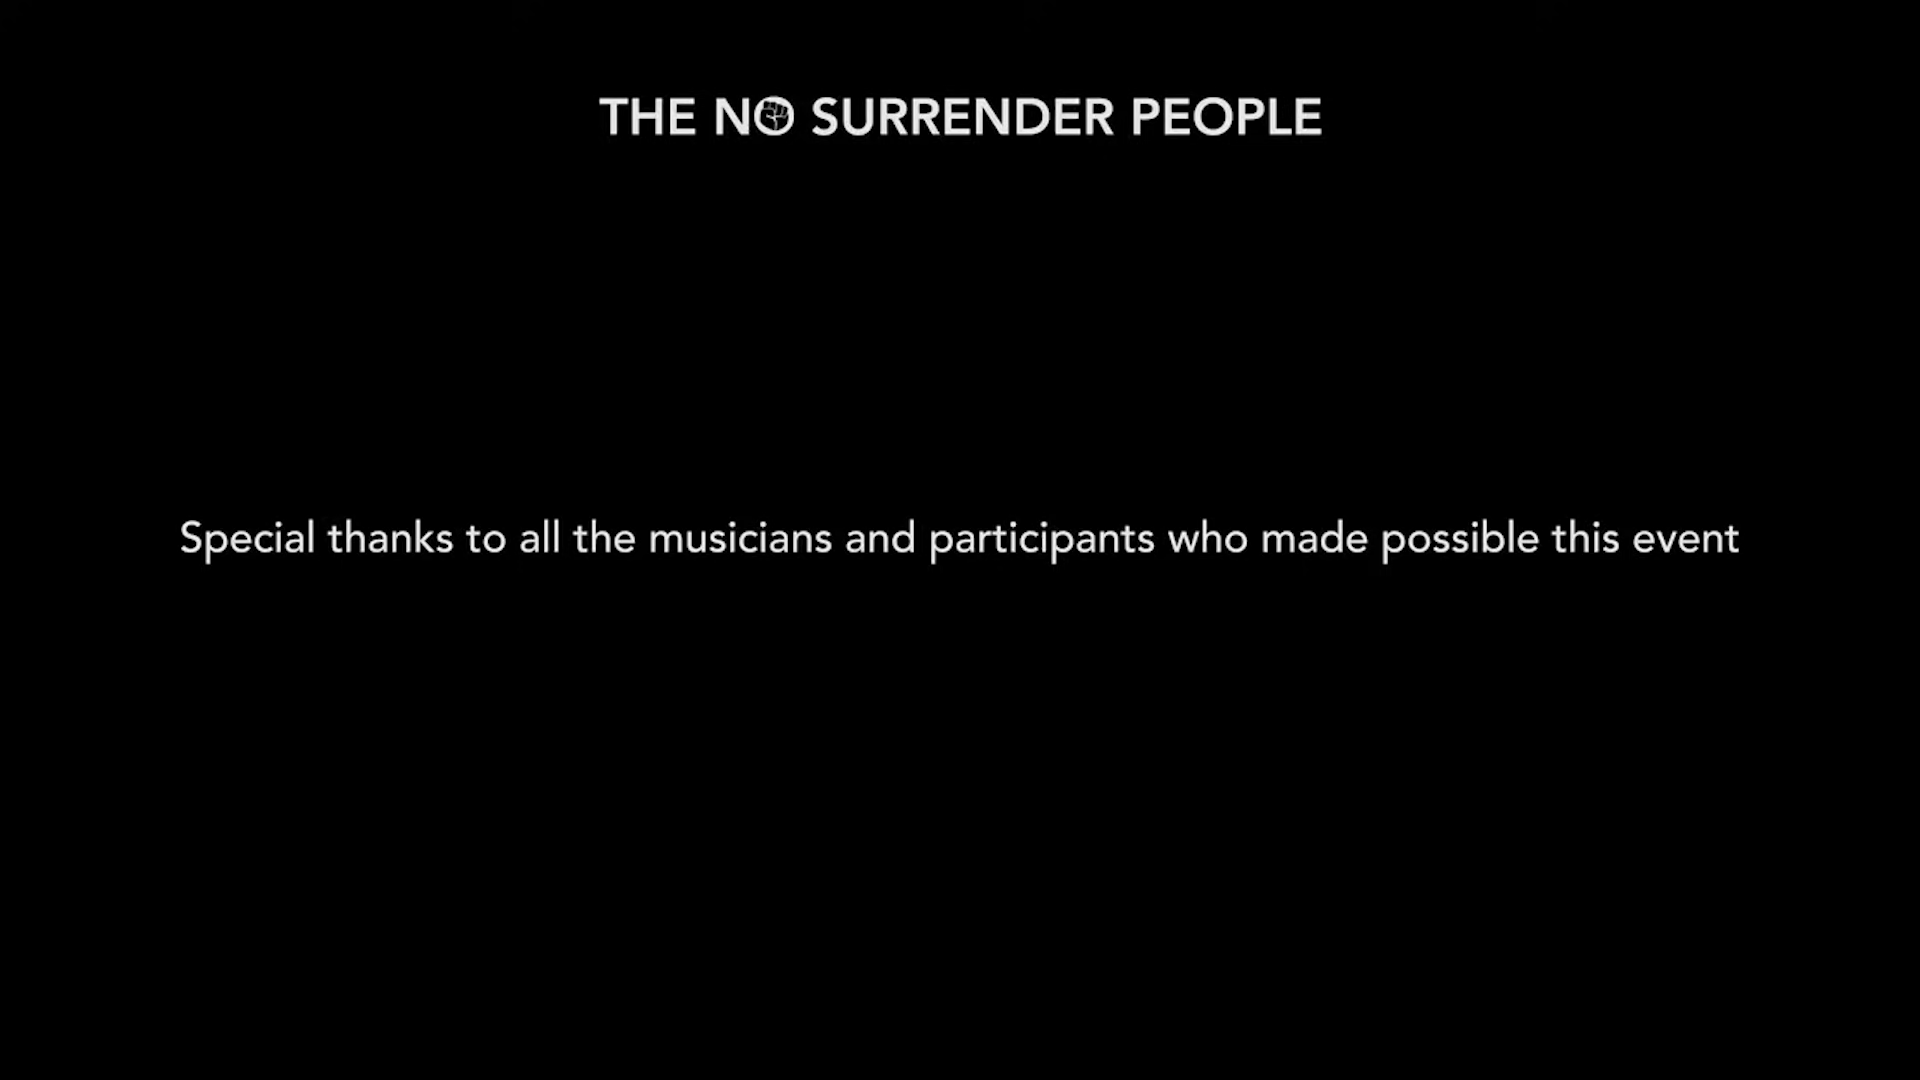 THE NO SURRENDER PEOPLE
Special thanks to all the musicians and participants who made possible this event